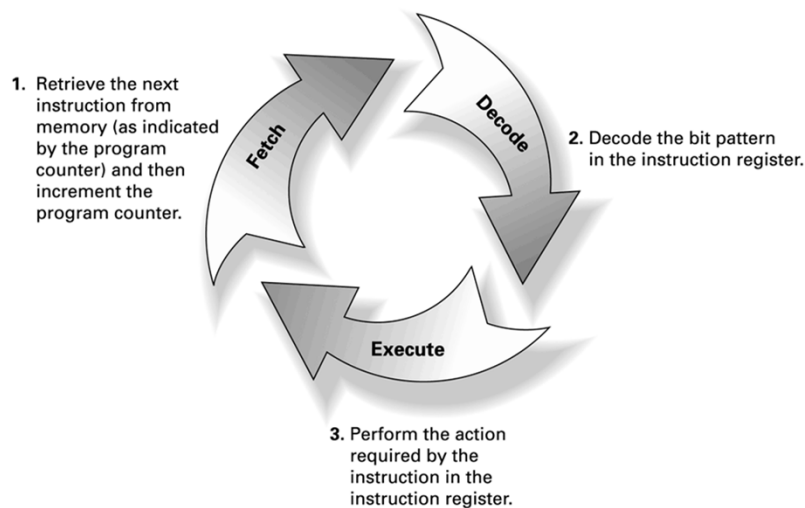 1. Retrieve the next
instruction from
memory (as indicated
by the program
counter) and then
increment the
program counter.
Fetch
Decode
2. Decode the bit pattern
in the instruction register.
Execute
3. Perform the action
required by the
instruction in the
instruction register.